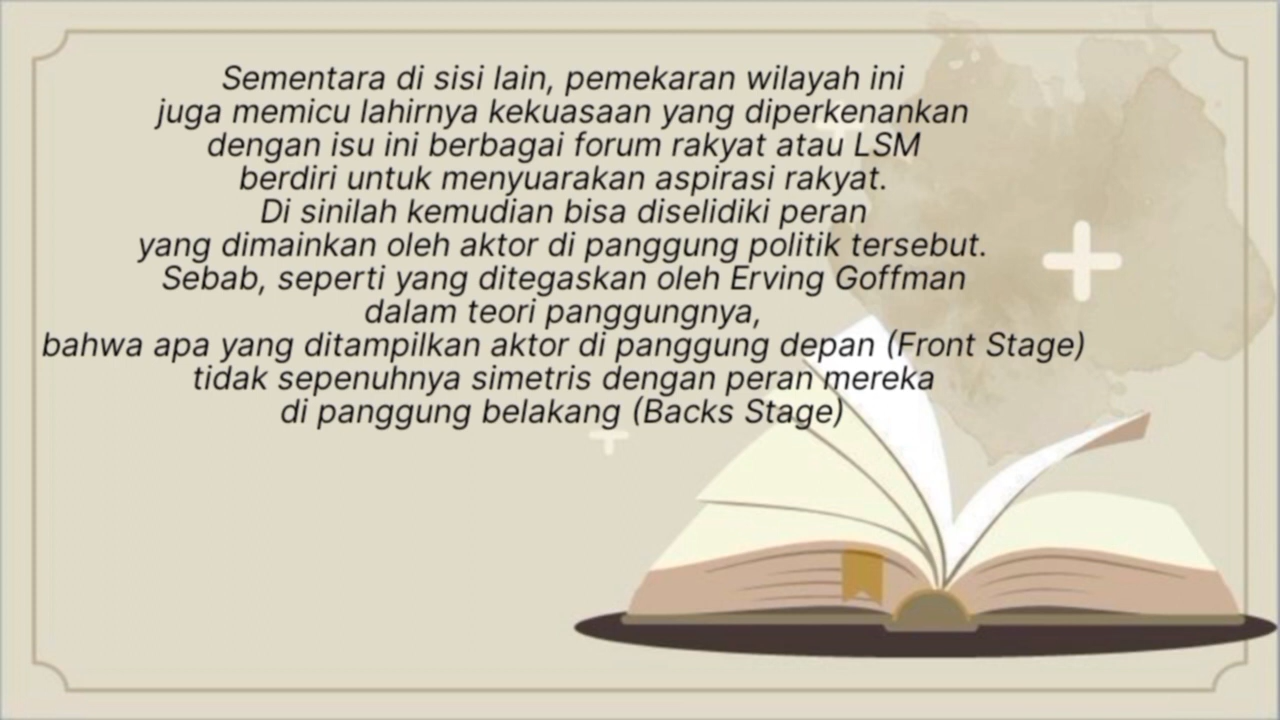 Sementara di sisi lain, pemekaran wilayah ini
juga memicu lahirnya kekuasaan yang diperkenankan
dengan isu ini berbagai forum rakyat atau LSM
berdiri untuk menyuarakan aspirasi rakyat.
Di sinilah kemudian bisa diselidiki peran
yang dimainkan oleh aktor di panggung politik tersebut.
Sebab, seperti yang ditegaskan oleh Erving Goffman
dalam teori panggungnya,
bahwa apa yang ditampilkan aktor di panggung depan (Front Stage)
tidak sepenuhnya simetris dengan peran mereka
di panggung belakang (Backs Stage)